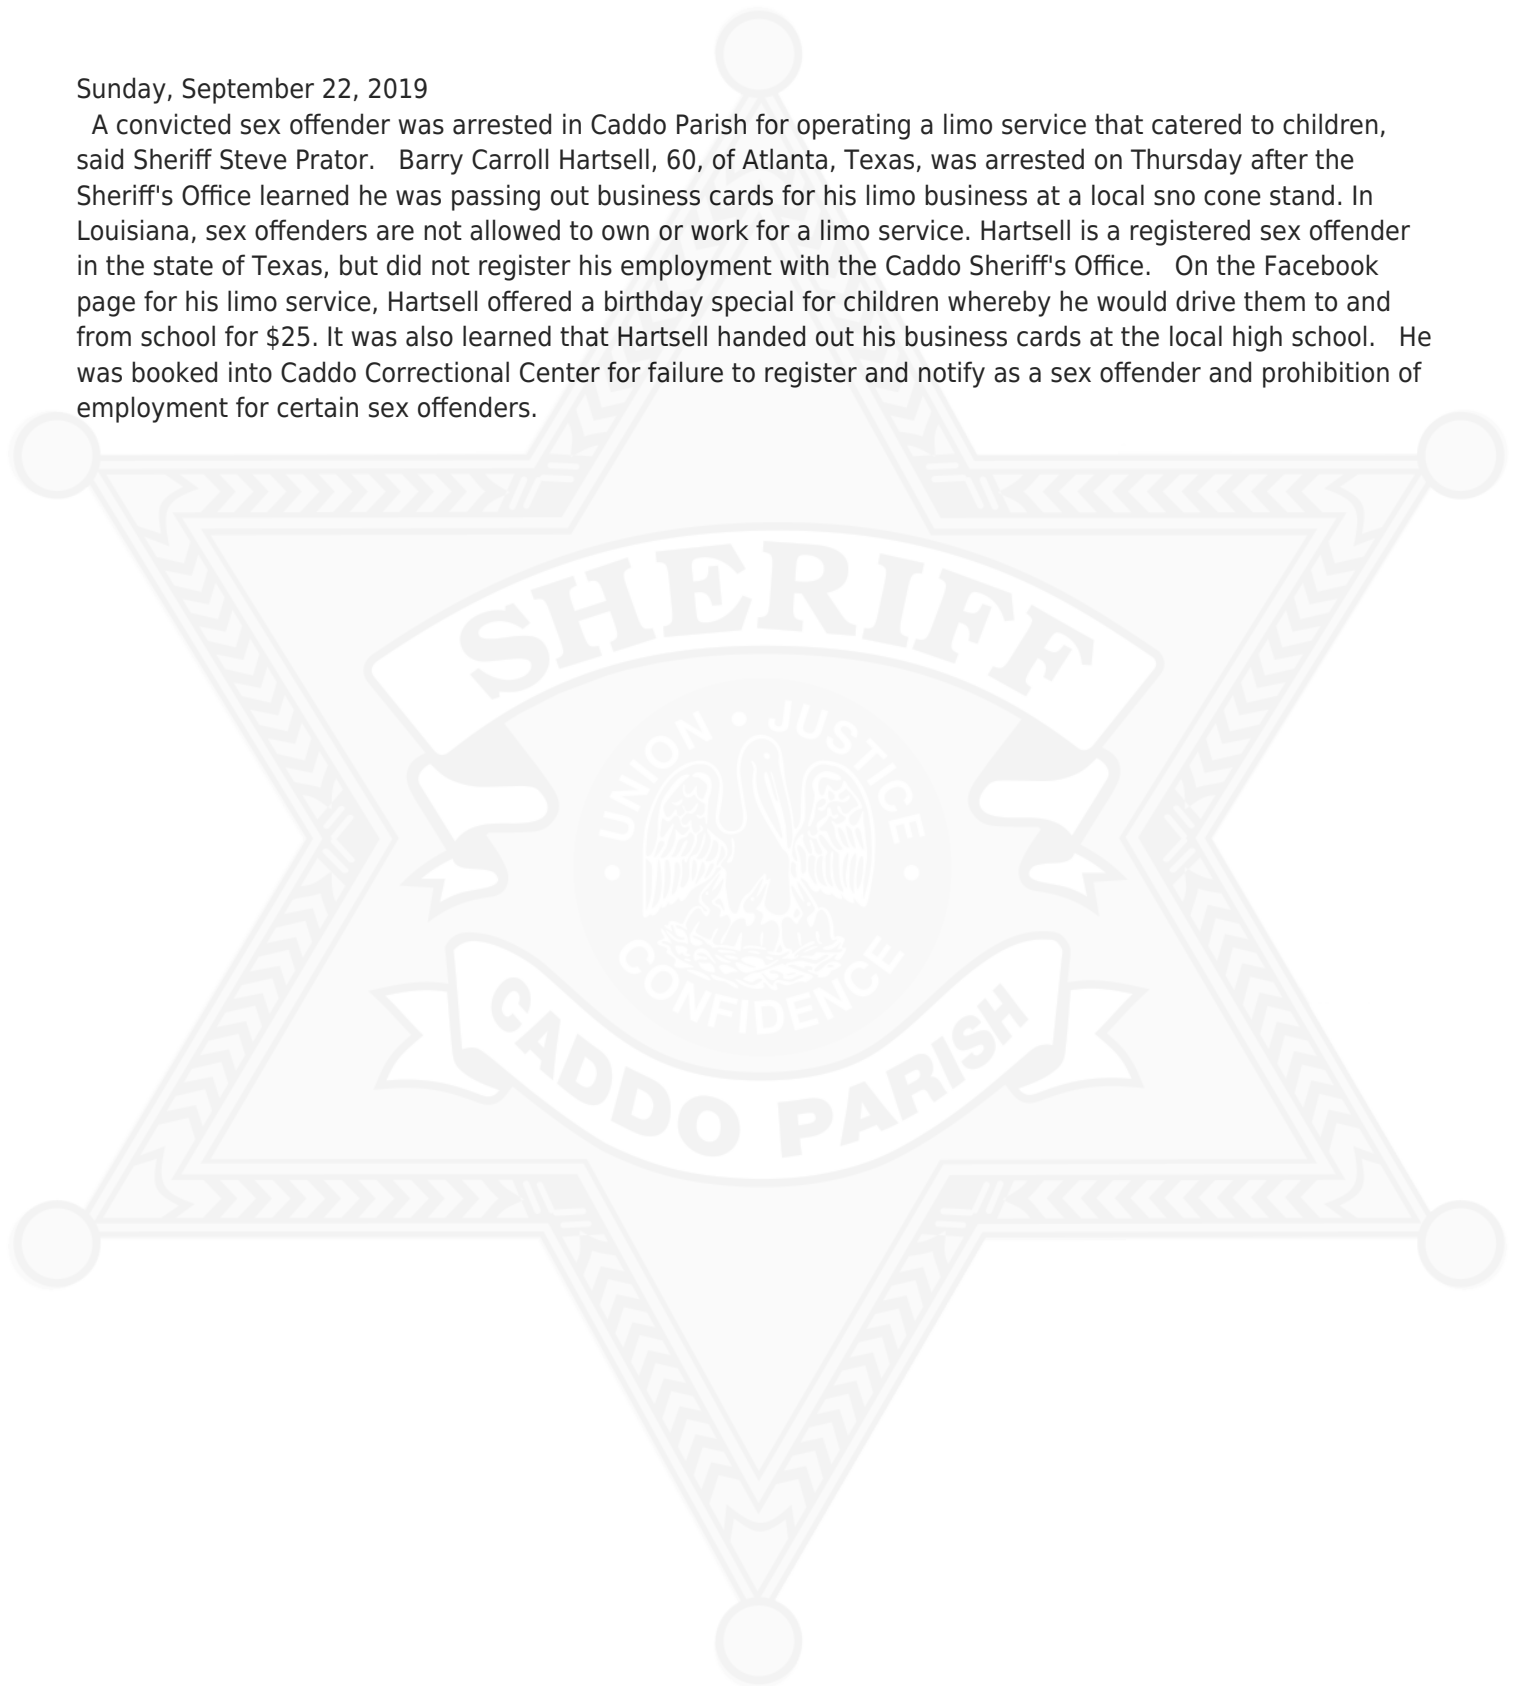 Sunday, September 22, 2019
A convicted sex offender was arrested in Caddo Parish for operating a limo service that catered to children,
said Sheriff Steve Prator.   Barry Carroll Hartsell, 60, of Atlanta, Texas, was arrested on Thursday after the
Sheriff's Office learned he was passing out business cards for his limo business at a local sno cone stand. In
Louisiana, sex offenders are not allowed to own or work for a limo service. Hartsell is a registered sex offender
in the state of Texas, but did not register his employment with the Caddo Sheriff's Office.   On the Facebook
page for his limo service, Hartsell offered a birthday special for children whereby he would drive them to and
from school for $25. It was also learned that Hartsell handed out his business cards at the local high school.   He
was booked into Caddo Correctional Center for failure to register and notify as a sex offender and prohibition of
employment for certain sex offenders.
SHERIFF
UNION • JUSTICE
• CONFIDENCE •
CADDO PARISH